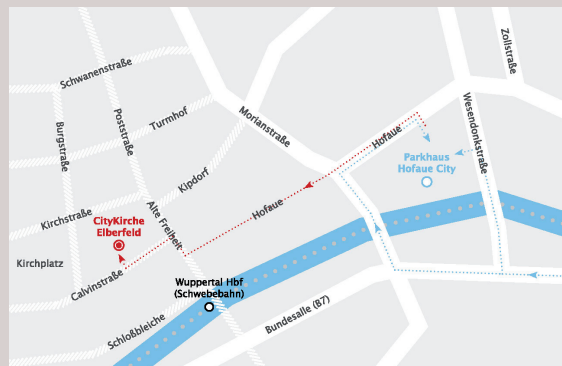 Zollstraße
Schwanenstraße
Poststraße
Turmhof
Burgstraße
Morianstraße
Hofaue
Wesendonkstraße
Parkhaus
Hofaue City
Kipdorf
Hofaue
Kirchstraße
Alte Freiheit
CityKirche
Elberfeld
Kirchplatz
Calvinstraße
Wuppertal Hbf
(Schwebebahn)
Schloßbleiche
Bundesalle (B7)